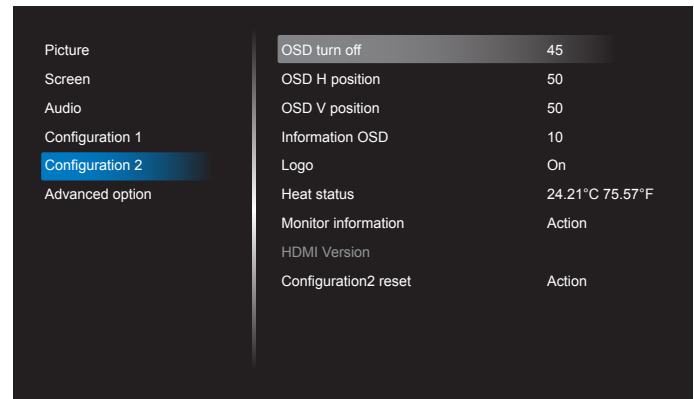 Picture
Screen
Audio
Configuration 1
Configuration 2
Advanced option
OSD turn off 45
OSD H position 50
OSD V position 50
Information OSD 10
Logo On
Heat status 24.21°C 75.57°F
Monitor information Action
HDMI Version
Configuration2 reset Action